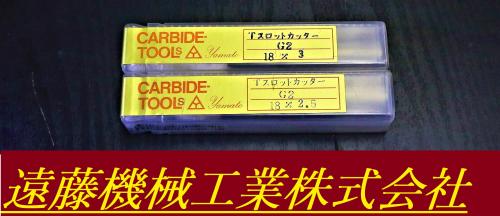 CARBIDE-
TOOLS Yamato
Tスロットカッター
G2
18 × 3
CARBIDE-
TOOLS Yamato
Tスロットカッター
G2
18 × 2.5
遠藤機械工業株式会社